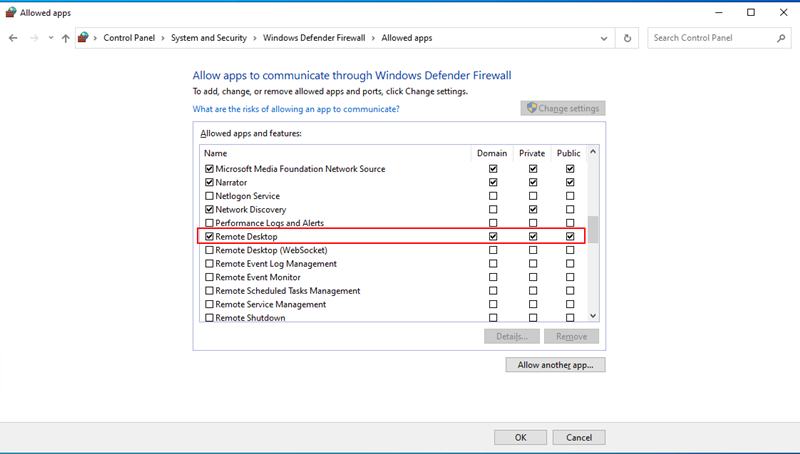 Allowed apps
Control Panel > System and Security > Windows Defender Firewall > Allowed apps
Search Control Panel
Allow apps to communicate through Windows Defender Firewall
To add, change, or remove allowed apps and ports, click Change settings.
What are the risks of allowing an app to communicate?
Change settings
Allowed apps and features:
Name Domain Private Public
Microsoft Media Foundation Network Source
Narrator
Netlogon Service
Network Discovery
Performance Logs and Alerts
Remote Desktop
Remote Desktop (WebSocket)
Remote Event Log Management
Remote Event Monitor
Remote Scheduled Tasks Management
Remote Service Management
Remote Shutdown
Details... Remove
Allow another app...
OK Cancel